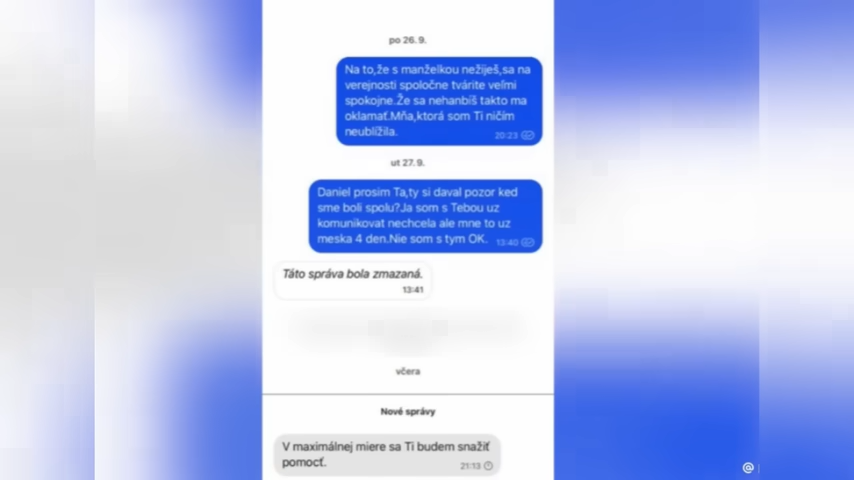 po 26. 9.
Na to,že s manželkou nežiješ,sa na
verejnosti spoločne tvárite veľmi
spokojne.Že sa nehanbíš takto ma
oklamať.Mňa,ktorá som Ti ničím
neublížila.
20:23
ut 27. 9.
Daniel prosim Ta,ty si daval pozor ked
sme boli spolu?Ja som s Tebou uz
komunikovat nechcela ale mne to uz
meska 4 den.Nie som s tym OK.
13:40
Táto správa bola zmazaná.
13:41
včera
Nové správy
V maximálnej miere sa Ti budem snažiť
pomocť.
21:13
@